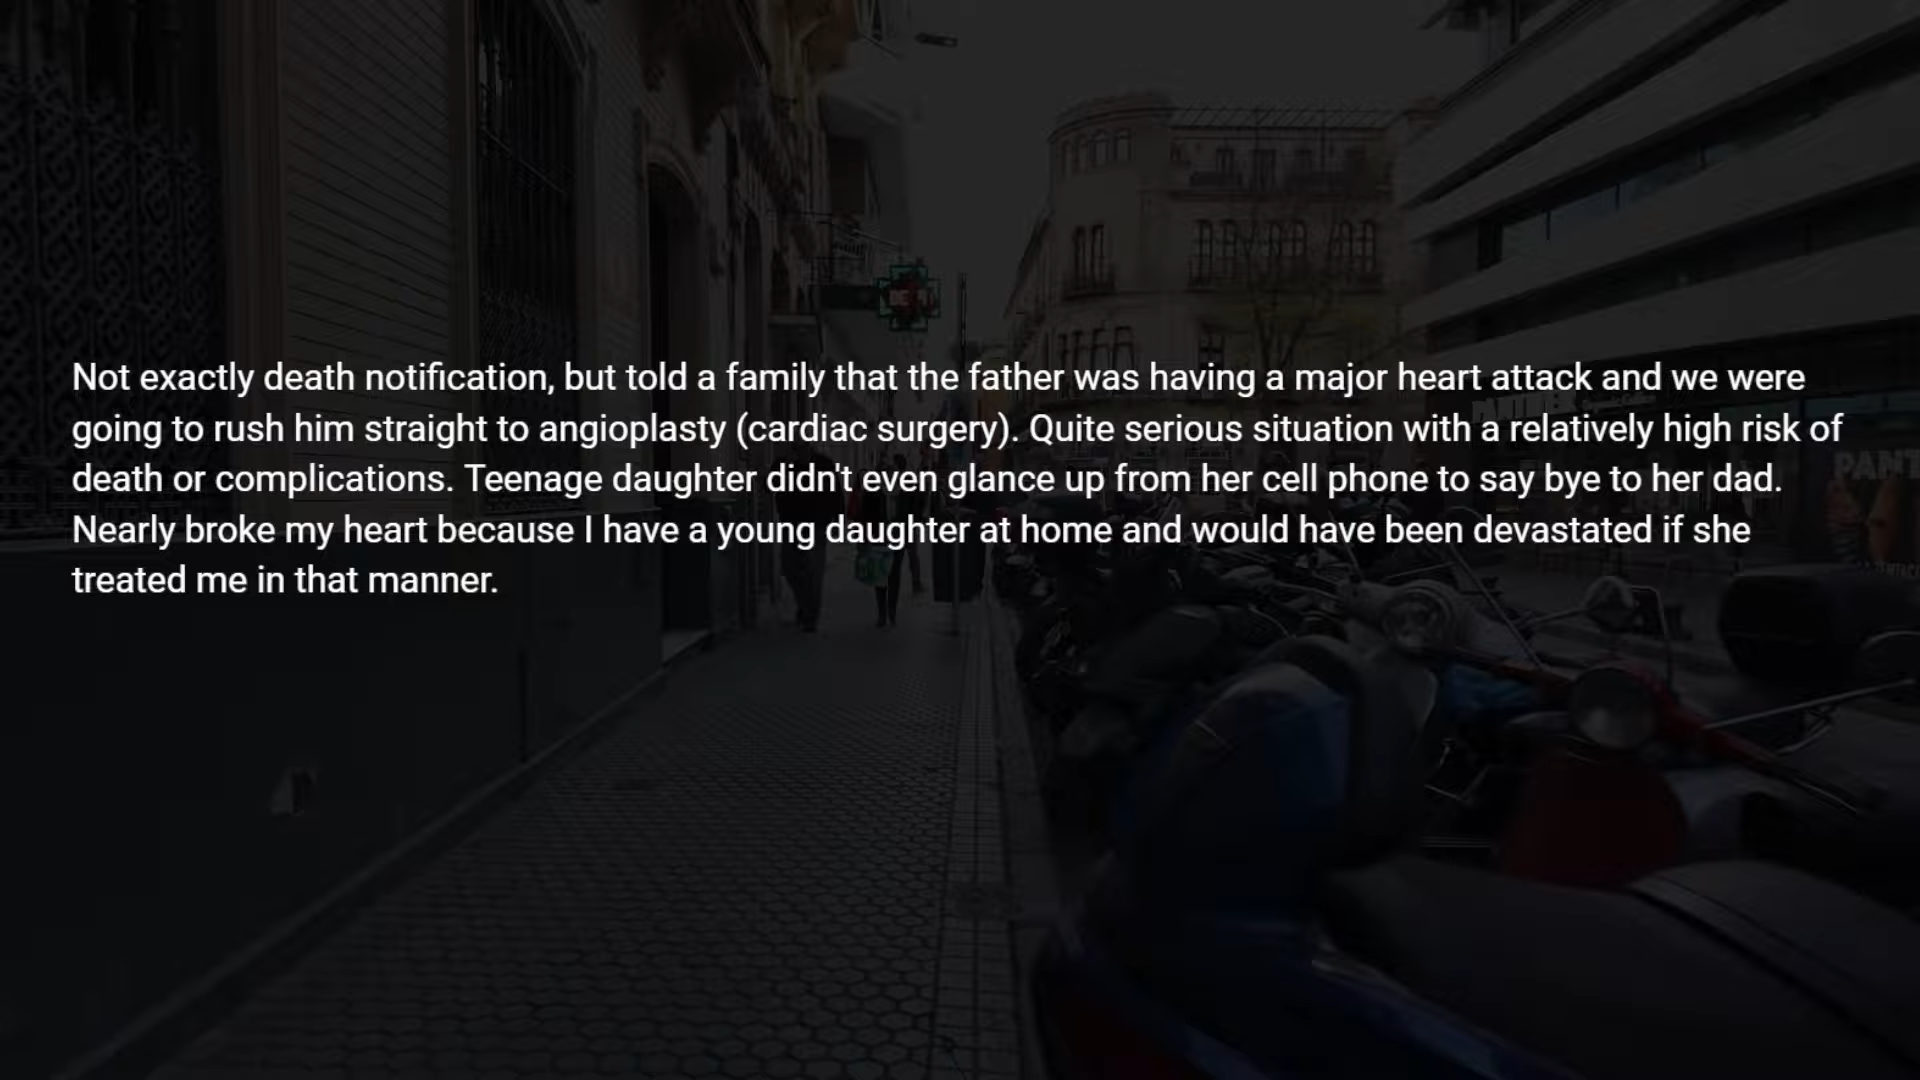 Not exactly death notification, but told a family that the father was having a major heart attack and we were
going to rush him straight to angioplasty (cardiac surgery). Quite serious situation with a relatively high risk of
death or complications. Teenage daughter didn't even glance up from her cell phone to say bye to her dad.
Nearly broke my heart because I have a young daughter at home and would have been devastated if she
treated me in that manner.